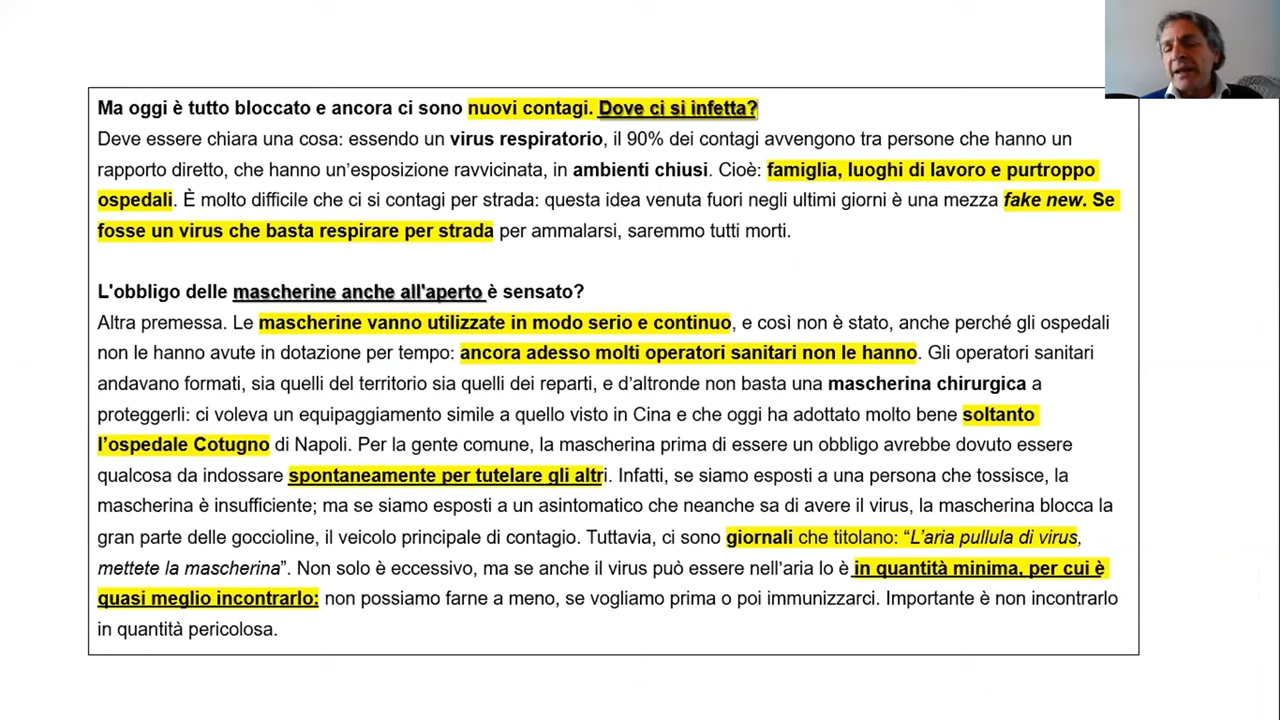 Ma oggi è tutto bloccato e ancora ci sono nuovi contagi. Dove ci si infetta?
Deve essere chiara una cosa: essendo un virus respiratorio, il 90% dei contagi avvengono tra persone che hanno un
rapporto diretto, che hanno un'esposizione ravvicinata, in ambienti chiusi. Cioè: famiglia, luoghi di lavoro e purtroppo
ospedali. È molto difficile che ci si contagi per strada: questa idea venuta fuori negli ultimi giorni è una mezza fake new. Se
fosse un virus che basta respirare per strada per ammalarsi, saremmo tutti morti.
L'obbligo delle mascherine anche all'aperto è sensato?
Altra premessa. Le mascherine vanno utilizzate in modo serio e continuo, e così non è stato, anche perché gli ospedali
non le hanno avute in dotazione per tempo: ancora adesso molti operatori sanitari non le hanno. Gli operatori sanitari
andavano formati, sia quelli del territorio sia quelli dei reparti, e d'altronde non basta una mascherina chirurgica a
proteggerli: ci voleva un equipaggiamento simile a quello visto in Cina e che oggi ha adottato molto bene soltanto
l'ospedale Cotugno di Napoli. Per la gente comune, la mascherina prima di essere un obbligo avrebbe dovuto essere
qualcosa da indossare spontaneamente per tutelare gli altri. Infatti, se siamo esposti a una persona che tossisce, la
mascherina è insufficiente; ma se siamo esposti a un asintomatico che neanche sa di avere il virus, la mascherina blocca la
gran parte delle goccioline, il veicolo principale di contagio. Tuttavia, ci sono giornali che titolano: “L'aria pullula di virus,
mettete la mascherina”. Non solo è eccessivo, ma se anche il virus può essere nell'aria lo è in quantità minima, per cui è
quasi meglio incontrarlo: non possiamo farne a meno, se vogliamo prima o poi immunizzarci. Importante è non incontrarlo
in quantità pericolosa.